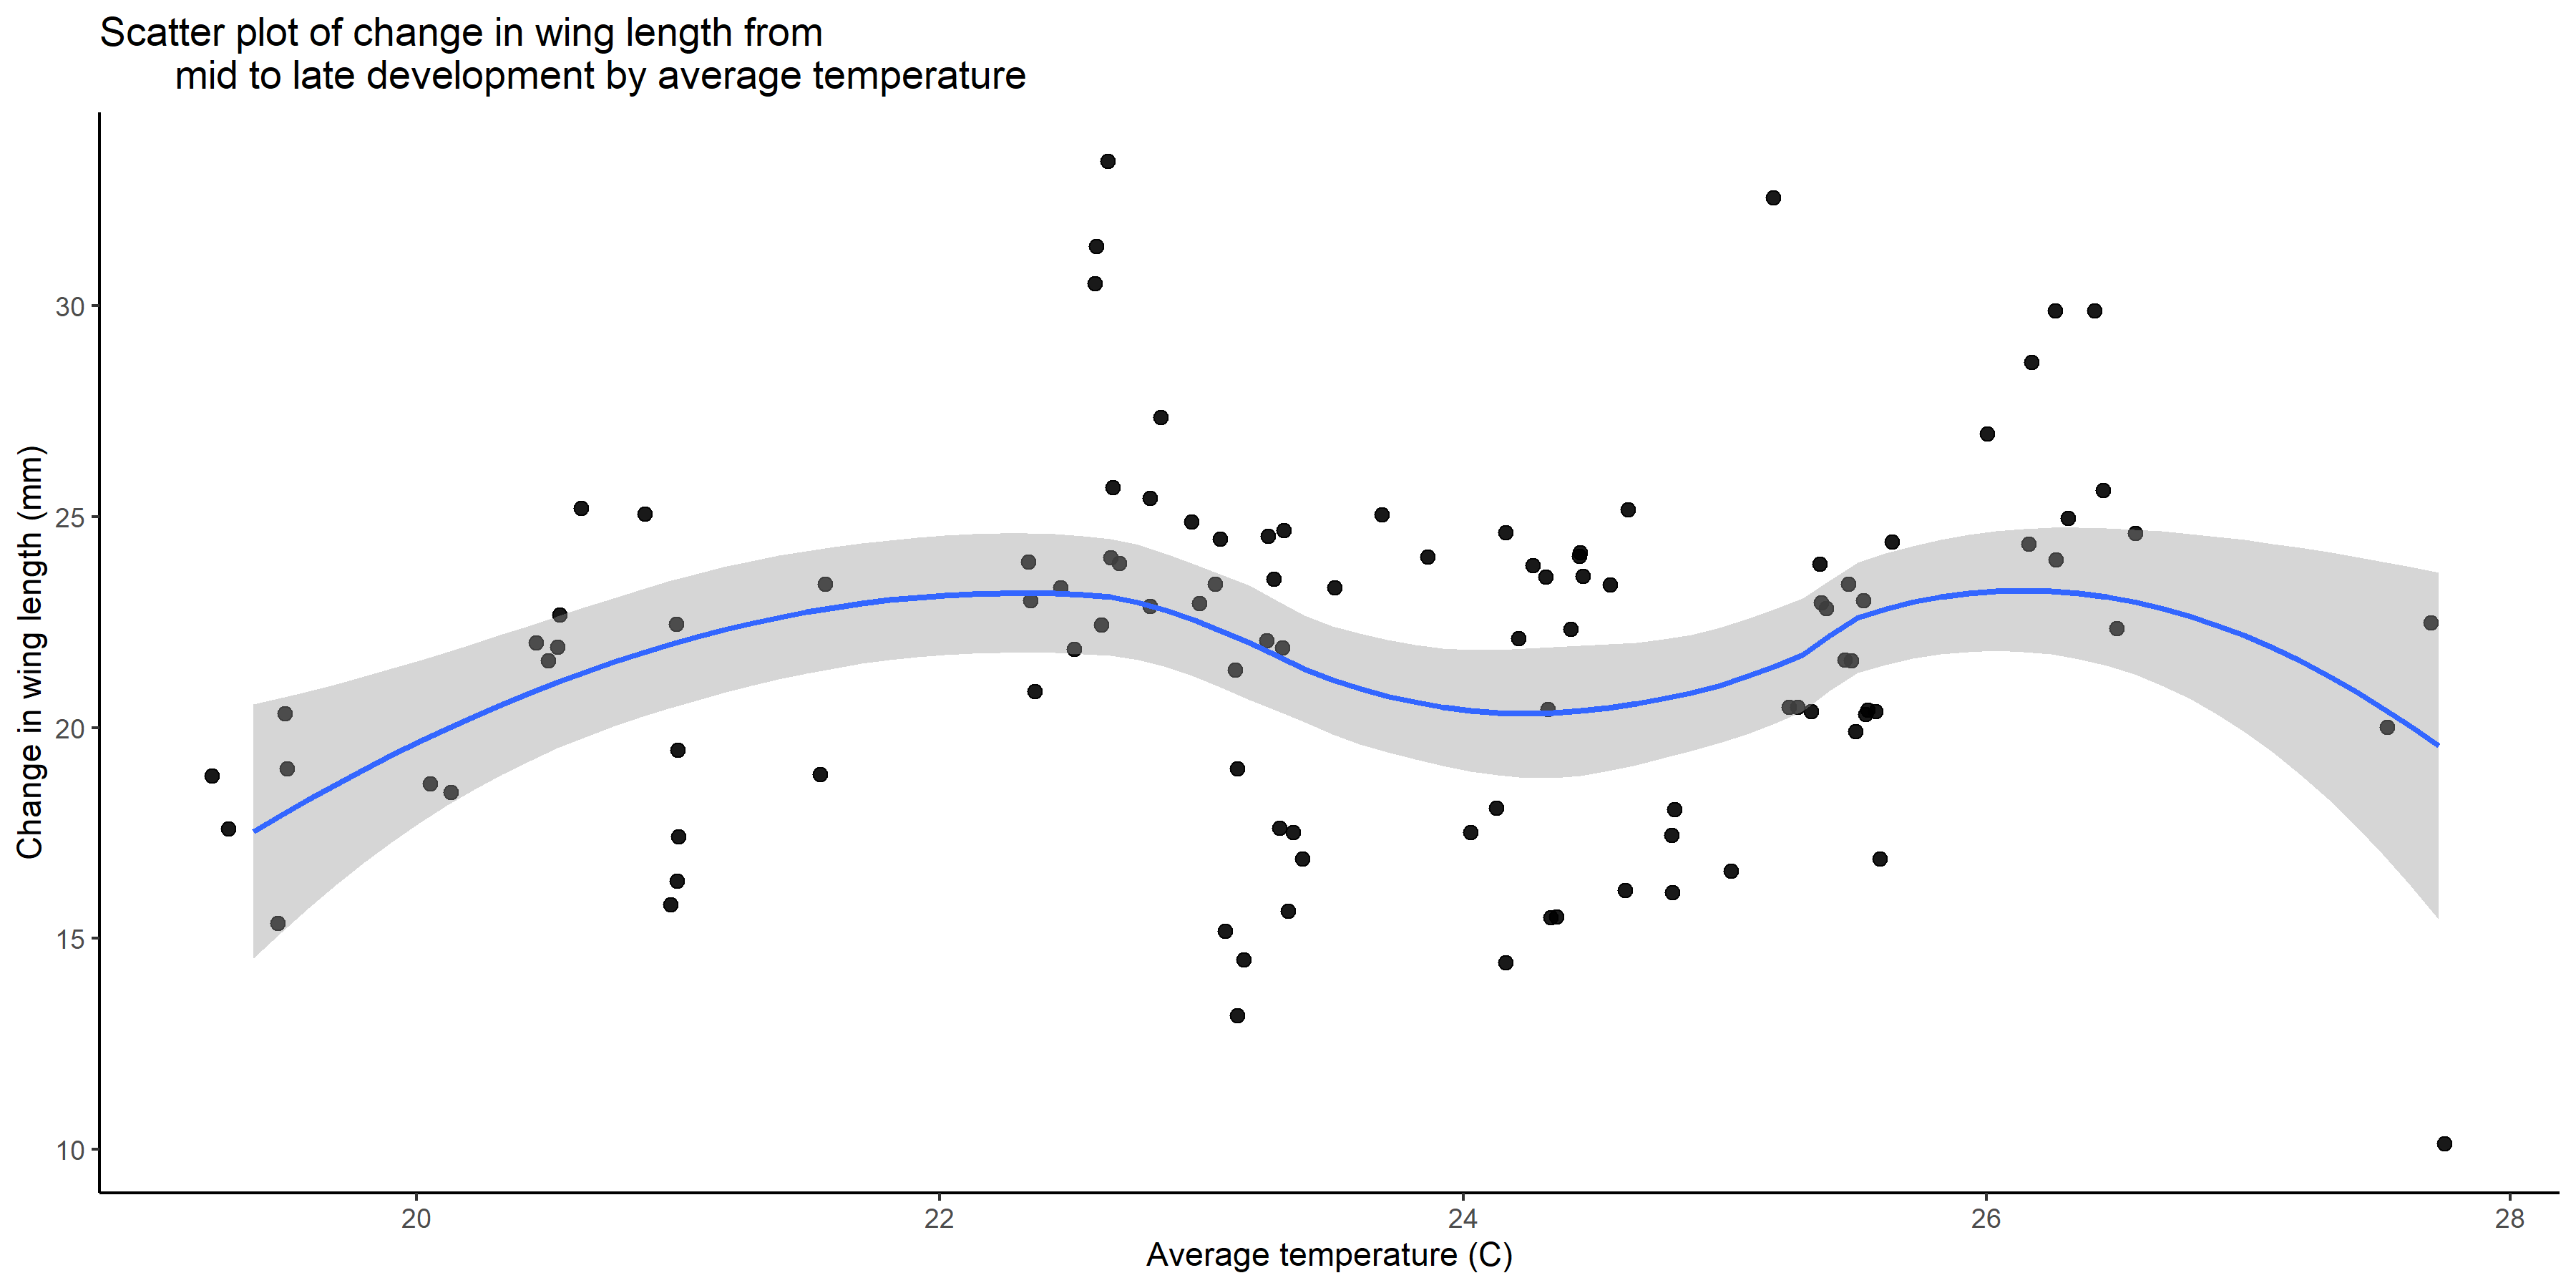 Scatter plot of change in wing length from
mid to late development by average temperature
Change in wing length (mm)
30
25
20
15
10
20
22
24
26
28
Average temperature (C)